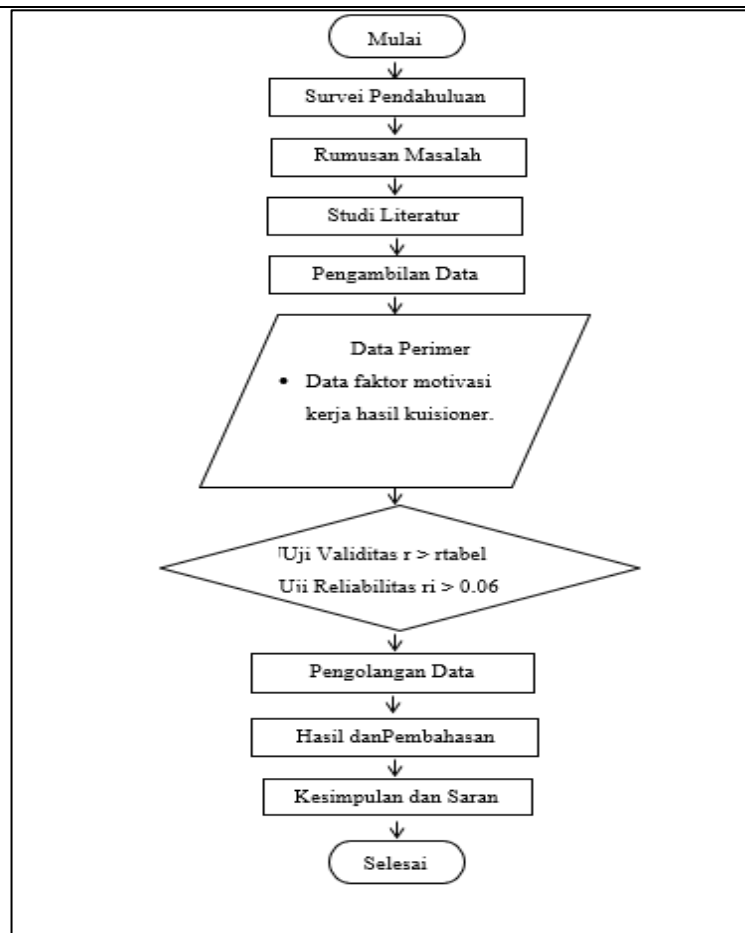 Mulai
Survei Pendahuluan
Rumusan Masalah
Studi Literatur
Pengambilan Data
Data Perimer
• Data faktor motivasi
kerja hasil kuisioner.
Uji Validitas r > rtabel
Uji Reliabilitas ri > 0.06
Pengolangan Data
Hasil danPembahasan
Kesimpulan dan Saran
Selesai